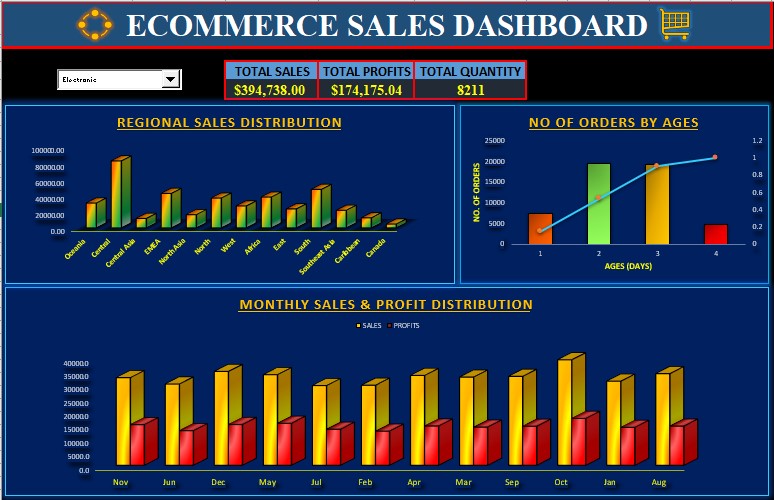 ECOMMERCE SALES DASHBOARD
Electronic
TOTAL SALES TOTAL PROFITS TOTAL QUANTITY
$394,738.00 $174,175.04 8211
REGIONAL SALES DISTRIBUTION
100000.00
80000.00
60000.00
40000.00
20000.00
0.00
Oceania Central Central Asia EMEA North Asia North West Africa East South Southeast Asia Caribbean Canada
NO OF ORDERS BY AGES
NO. OF ORDERS
25000
20000
15000
10000
5000
0
1.2
1
0.8
0.6
0.4
0.2
0
1 2 3 4
AGES (DAYS)
MONTHLY SALES & PROFIT DISTRIBUTION
SALES PROFITS
40000.0
35000.0
30000.0
25000.0
20000.0
15000.0
10000.0
5000.0
0.0
Nov Jun Dec May Jul Feb Apr Mar Sep Oct Jan Aug